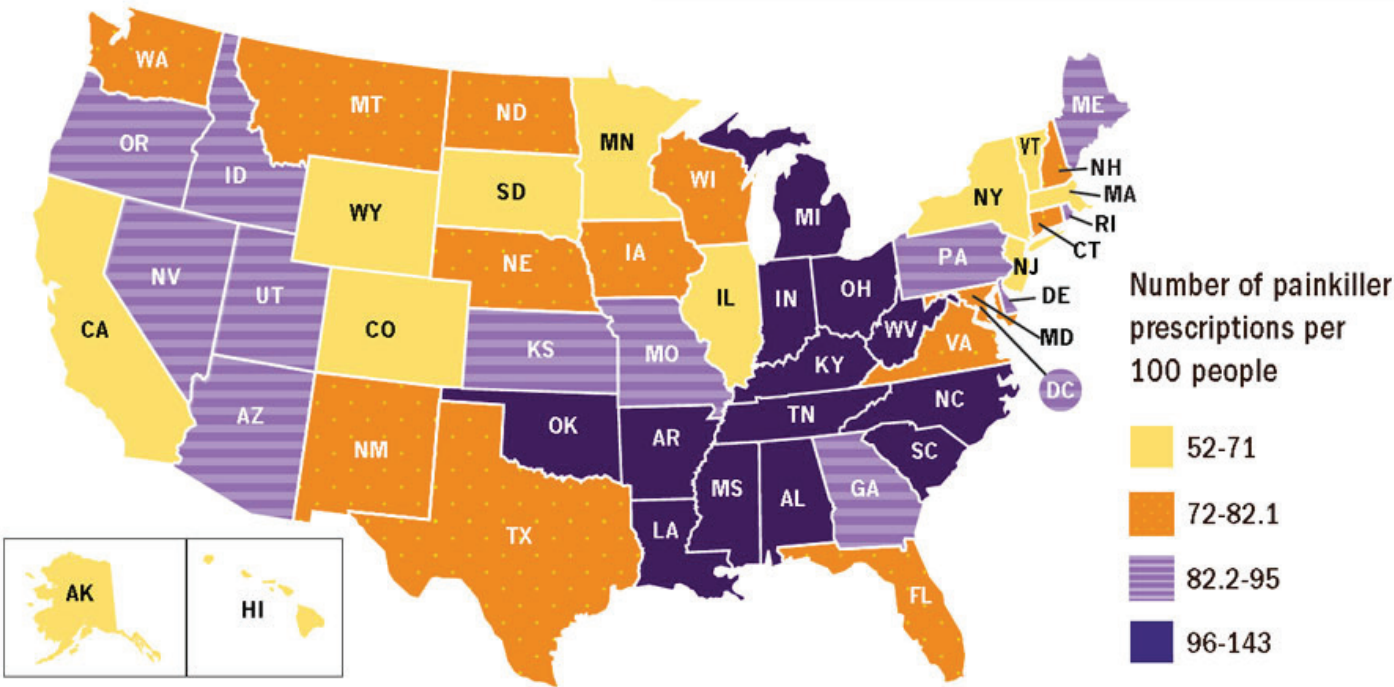 WA
MT
ND
MN
ME
OR
ID
WI
VT
NH
SD
NY
MA
WY
MI
RI
IA
CT
NE
PA
NJ
NV
UT
IL
IN
OH
DE
CA
CO
WV
MD
KS
MO
VA
KY
DC
AZ
NM
OK
AR
TN
NC
SC
MS
AL
GA
TX
LA
FL
AK
HI
Number of painkiller
prescriptions per
100 people
52-71
72-82.1
82.2-95
96-143